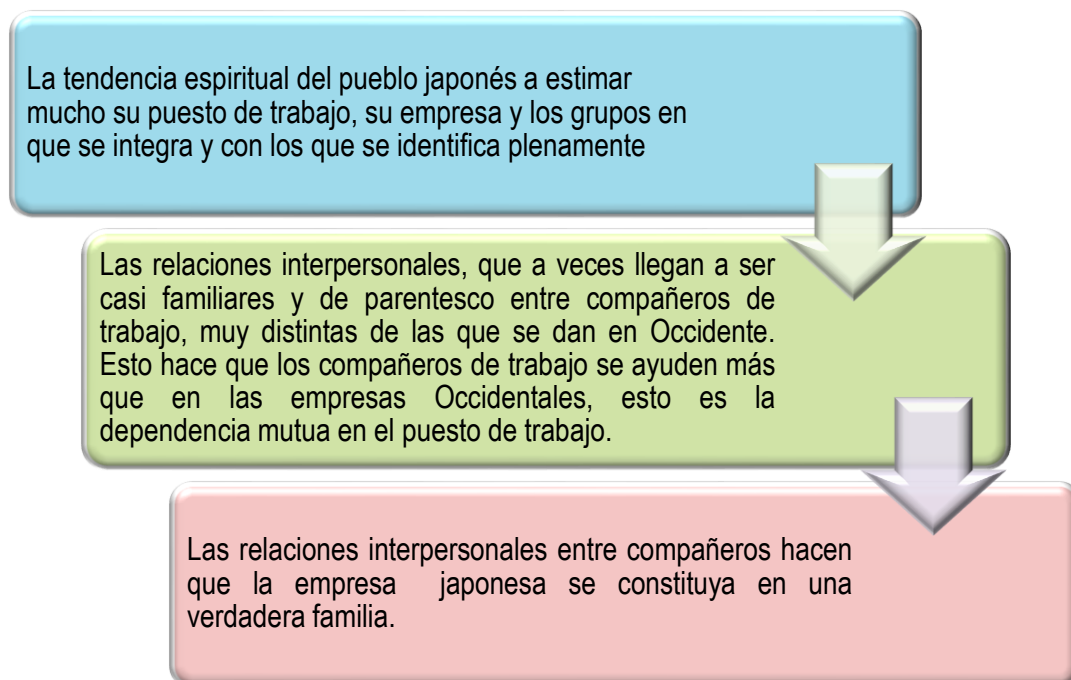 La tendencia espiritual del pueblo japonés a estimar
mucho su puesto de trabajo, su empresa y los grupos en
que se integra y con los que se identifica plenamente
Las relaciones interpersonales, que a veces llegan a ser
casi familiares y de parentesco entre compañeros de
trabajo, muy distintas de las que se dan en Occidente.
Esto hace que los compañeros de trabajo se ayuden más
que en las empresas Occidentales, esto es la
dependencia mutua en el puesto de trabajo.
Las relaciones interpersonales entre compañeros hacen
que la empresa japonesa se constituya en una
verdadera familia.